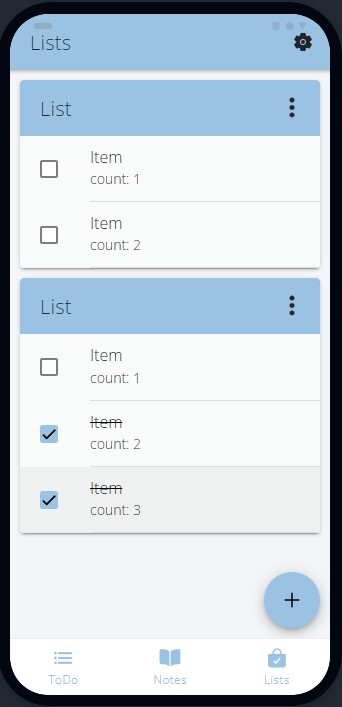 Lists
List
Item
count: 1
Item
count: 2
List
Item
count: 1
Item
count: 2
Item
count: 3
ToDo Notes Lists